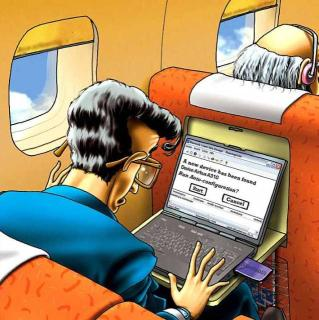 A new device has been found
Run Auto-configuration?
Start
Cancel